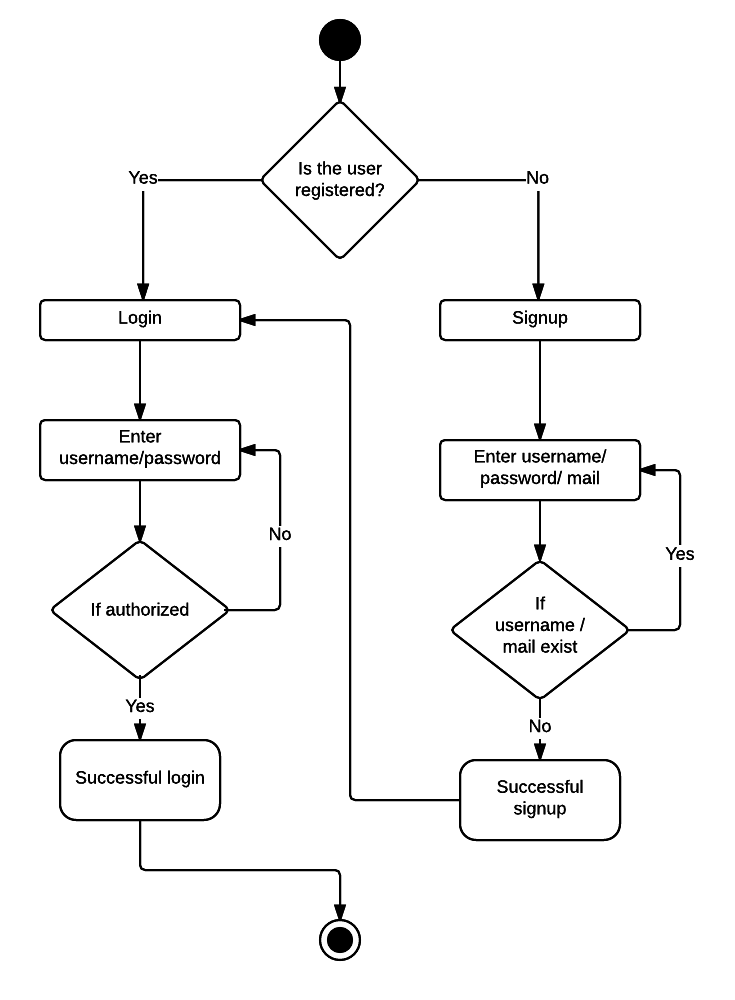 Is the user
registered?
Yes
No
Login
Signup
Enter
username/password
Enter username/
password/ mail
No
Yes
If authorized
If
username /
mail exist
Yes
No
Successful login
Successful
signup